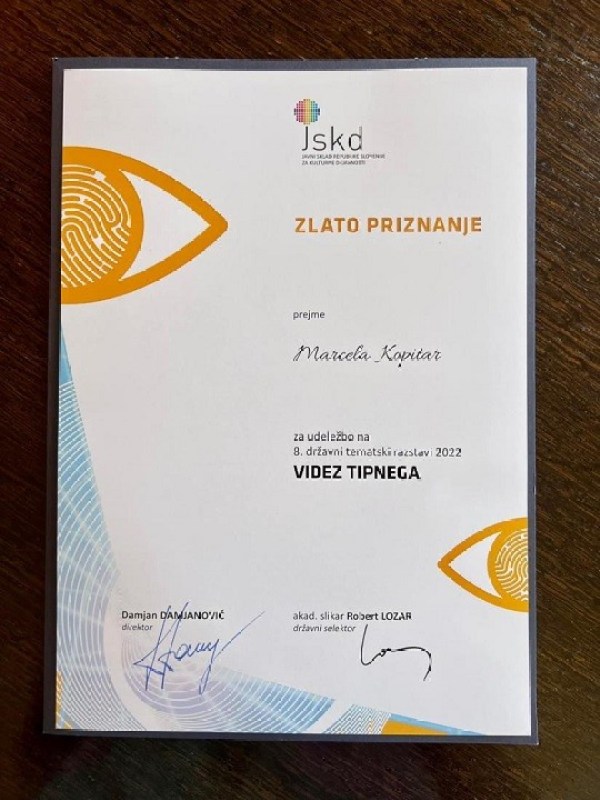 Jskd
JAVNI SKLAD REPUBLIKE SLOVENIJE
ZA KULTURNE DEJAVNOSTI
ZLATO PRIZNANJE
prejme
Marcela Kopitar
za udeležbo na
8. državni tematski razstavi 2022
VIDEZ TIPNEGA
Damjan DAMJANOVIČ
direktor
akad. slikar Robert LOZAR
državni selektor